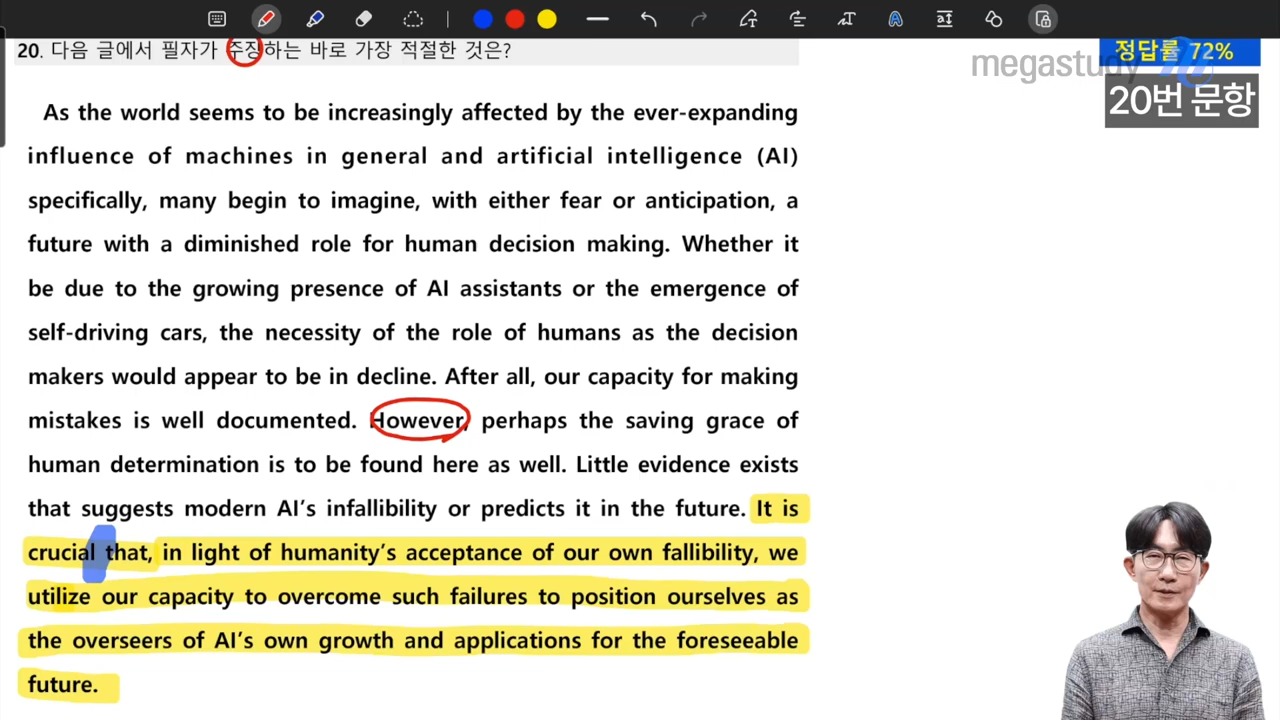 20. 다음 글에서 필자가 주장하는 바로 가장 적절한 것은?
정답률 72%
megastudy
20번 문항
As the world seems to be increasingly affected by the ever-expanding
influence of machines in general and artificial intelligence (AI)
specifically, many begin to imagine, with either fear or anticipation, a
future with a diminished role for human decision making. Whether it
be due to the growing presence of AI assistants or the emergence of
self-driving cars, the necessity of the role of humans as the decision
makers would appear to be in decline. After all, our capacity for making
mistakes is well documented. However, perhaps the saving grace of
human determination is to be found here as well. Little evidence exists
that suggests modern AI's infallibility or predicts it in the future. It is
crucial that, in light of humanity's acceptance of our own fallibility, we
utilize our capacity to overcome such failures to position ourselves as
the overseers of AI's own growth and applications for the foreseeable
future.